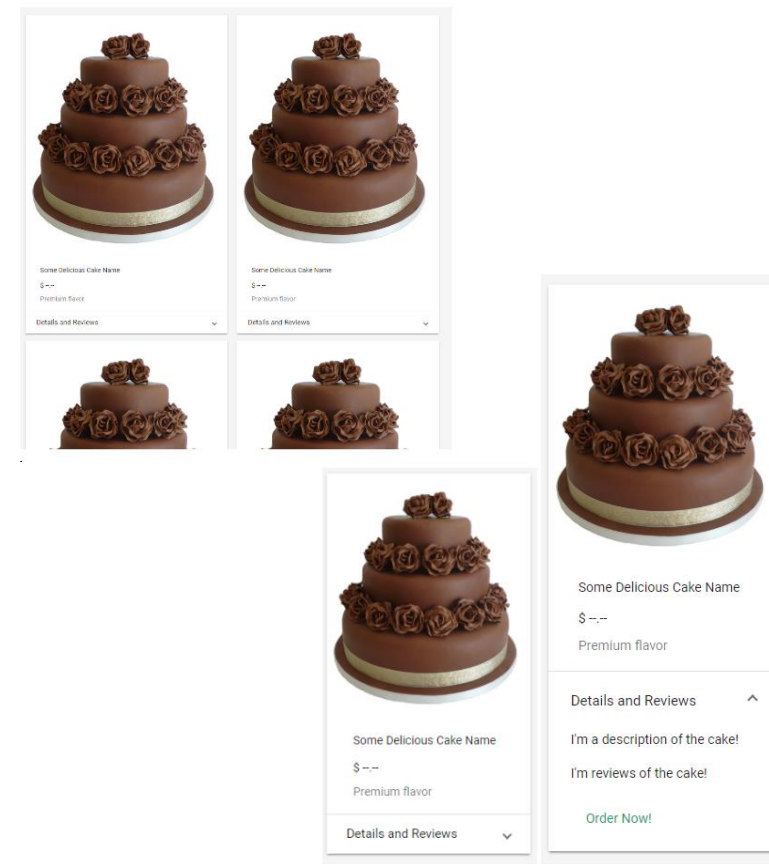 Some Delicious Cake Name
$ --.--
Premium flavor
Details and Reviews
Some Delicious Cake Name
$ --.--
Premium flavor
Details and Reviews
Some Delicious Cake Name
$ --.--
Premium flavor
Details and Reviews
Some Delicious Cake Name
$ --.--
Premium flavor
Details and Reviews
I'm a description of the cake!
I'm reviews of the cake!
Order Now!